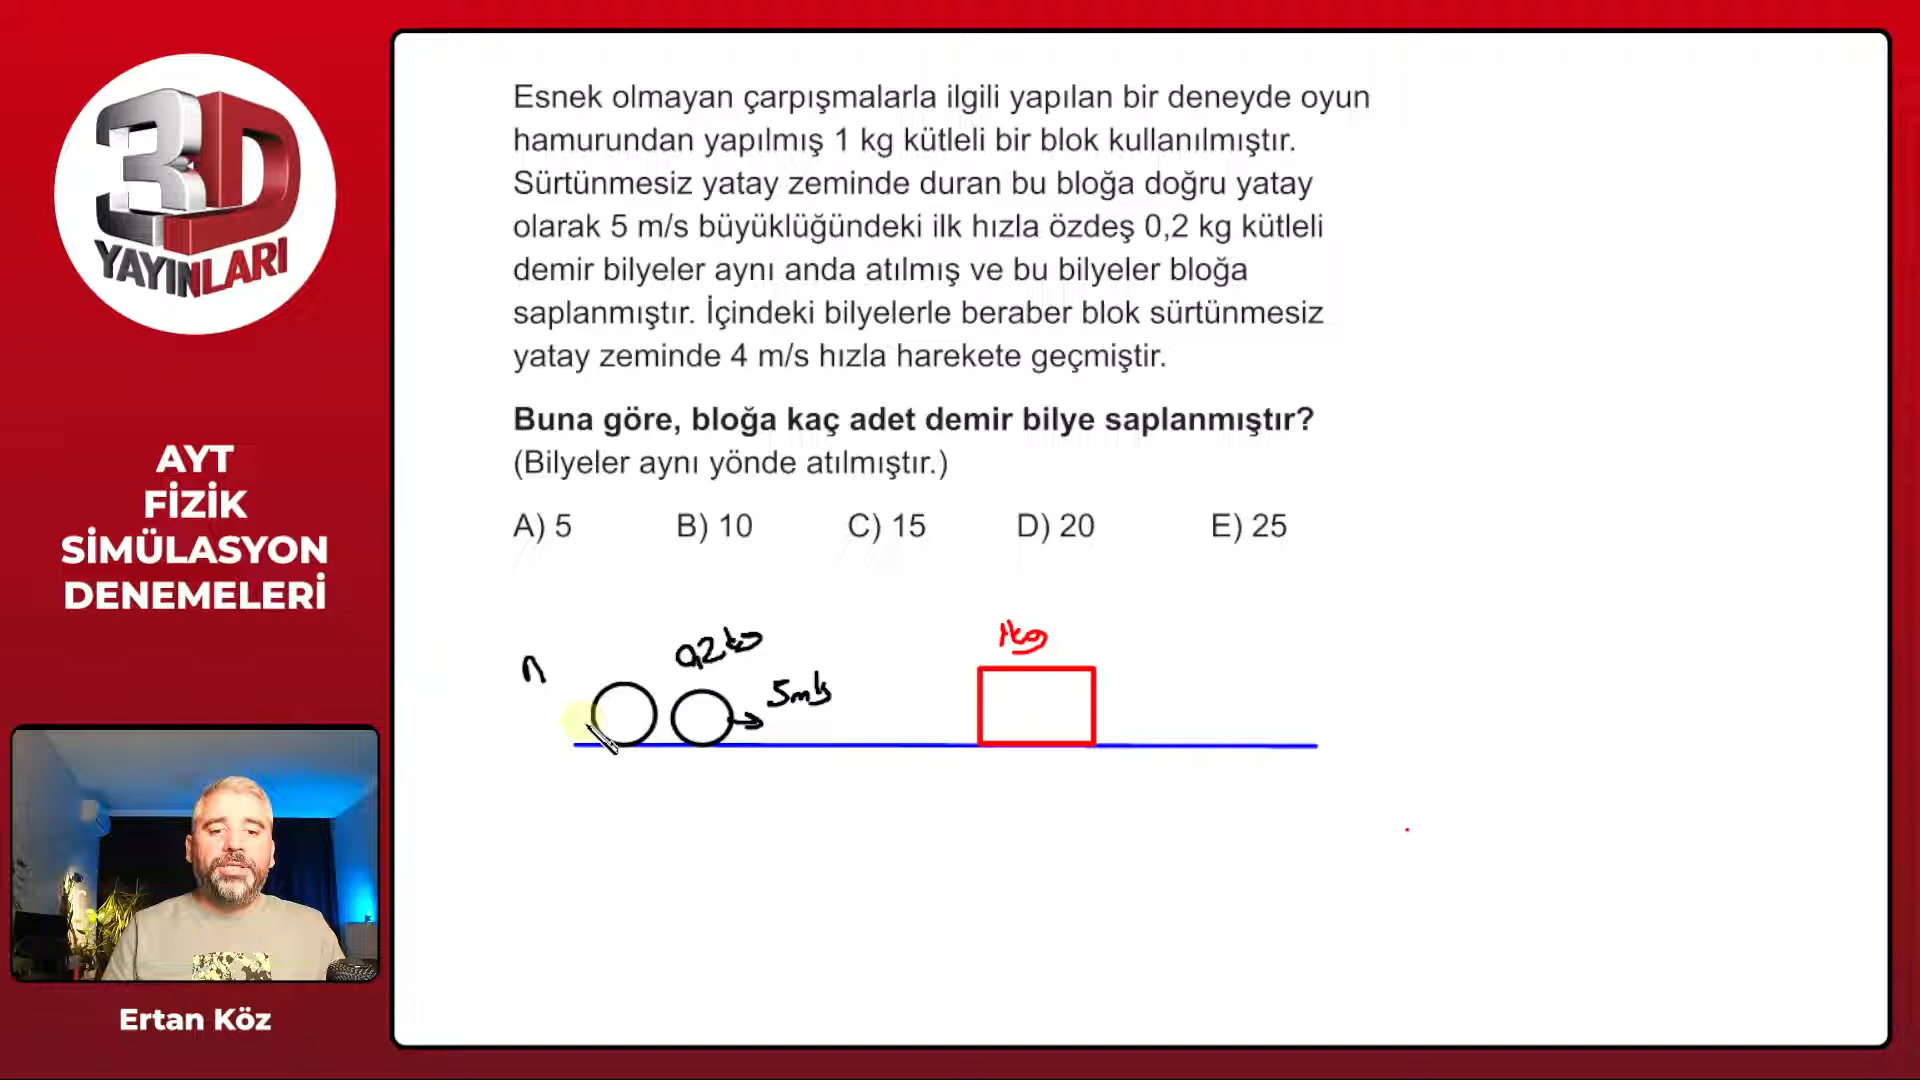 3D
YAYINLARI
AYT
FİZİK
SİMÜLASYON
DENEMELERİ
Ertan Köz
Esnek olmayan çarpışmalarla ilgili yapılan bir deneyde oyun
hamurundan yapılmış 1 kg kütleli bir blok kullanılmıştır.
Sürtünmesiz yatay zeminde duran bu bloğa doğru yatay
olarak 5 m/s büyüklüğündeki ilk hızla özdeş 0,2 kg kütleli
demir bilyeler aynı anda atılmış ve bu bilyeler bloğa
saplanmıştır. İçindeki bilyelerle beraber blok sürtünmesiz
yatay zeminde 4 m/s hızla harekete geçmiştir.
Buna göre, bloğa kaç adet demir bilye saplanmıştır?
(Bilyeler aynı yönde atılmıştır.)
A) 5 B) 10 C) 15 D) 20 E) 25
1kg
n 0,2 kg
5m/s